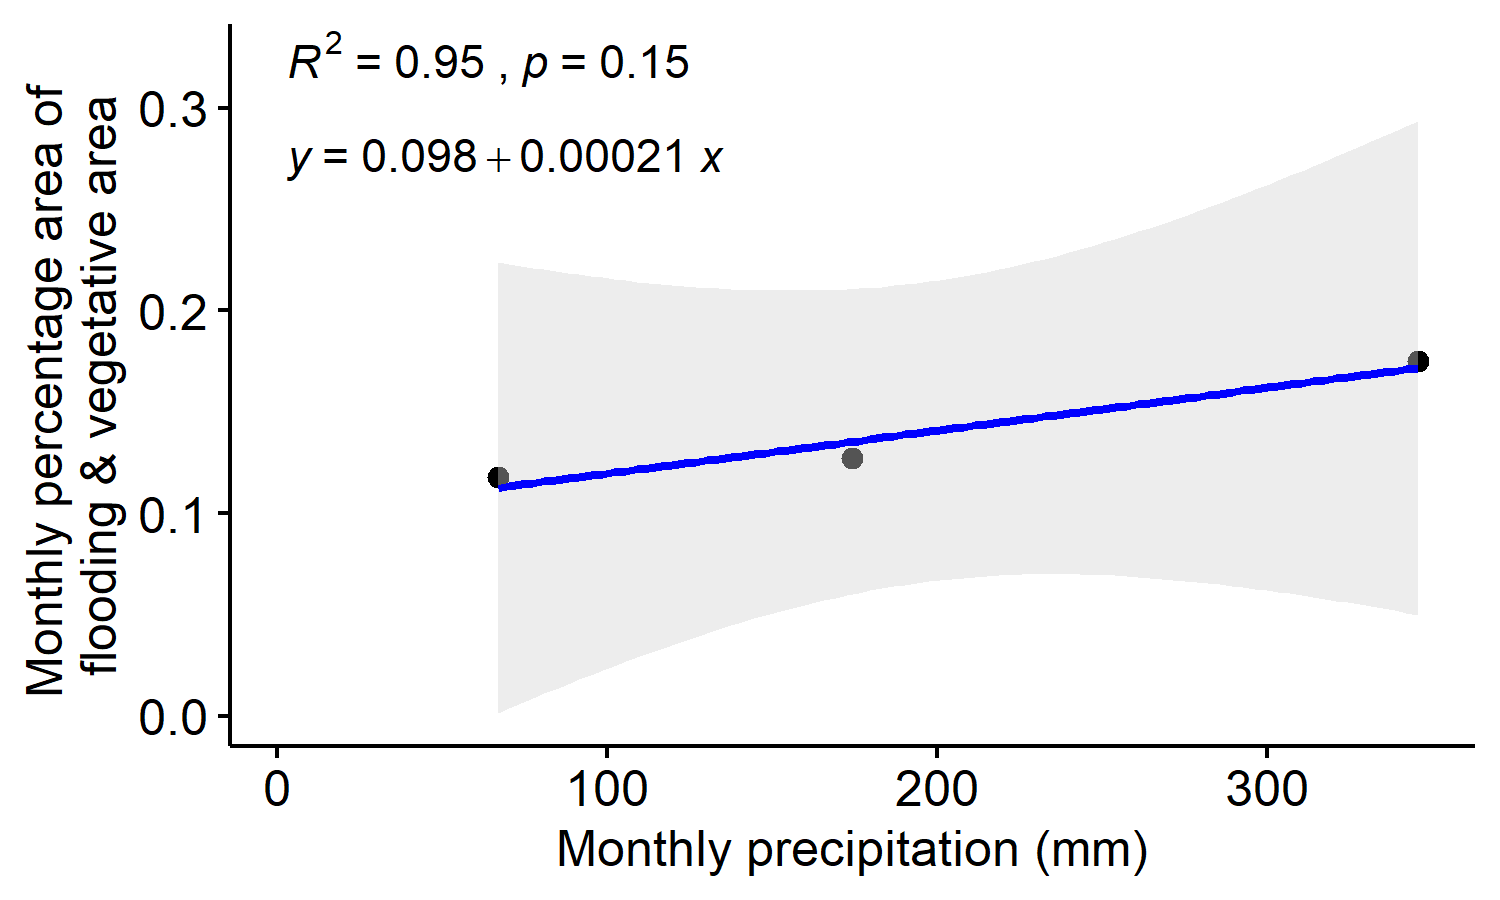 R² = 0.95 , p = 0.15
y = 0.098 + 0.00021 x
Monthly percentage area of
flooding & vegetative area
0.3
0.2
0.1
0.0
0 100 200 300
Monthly precipitation (mm)